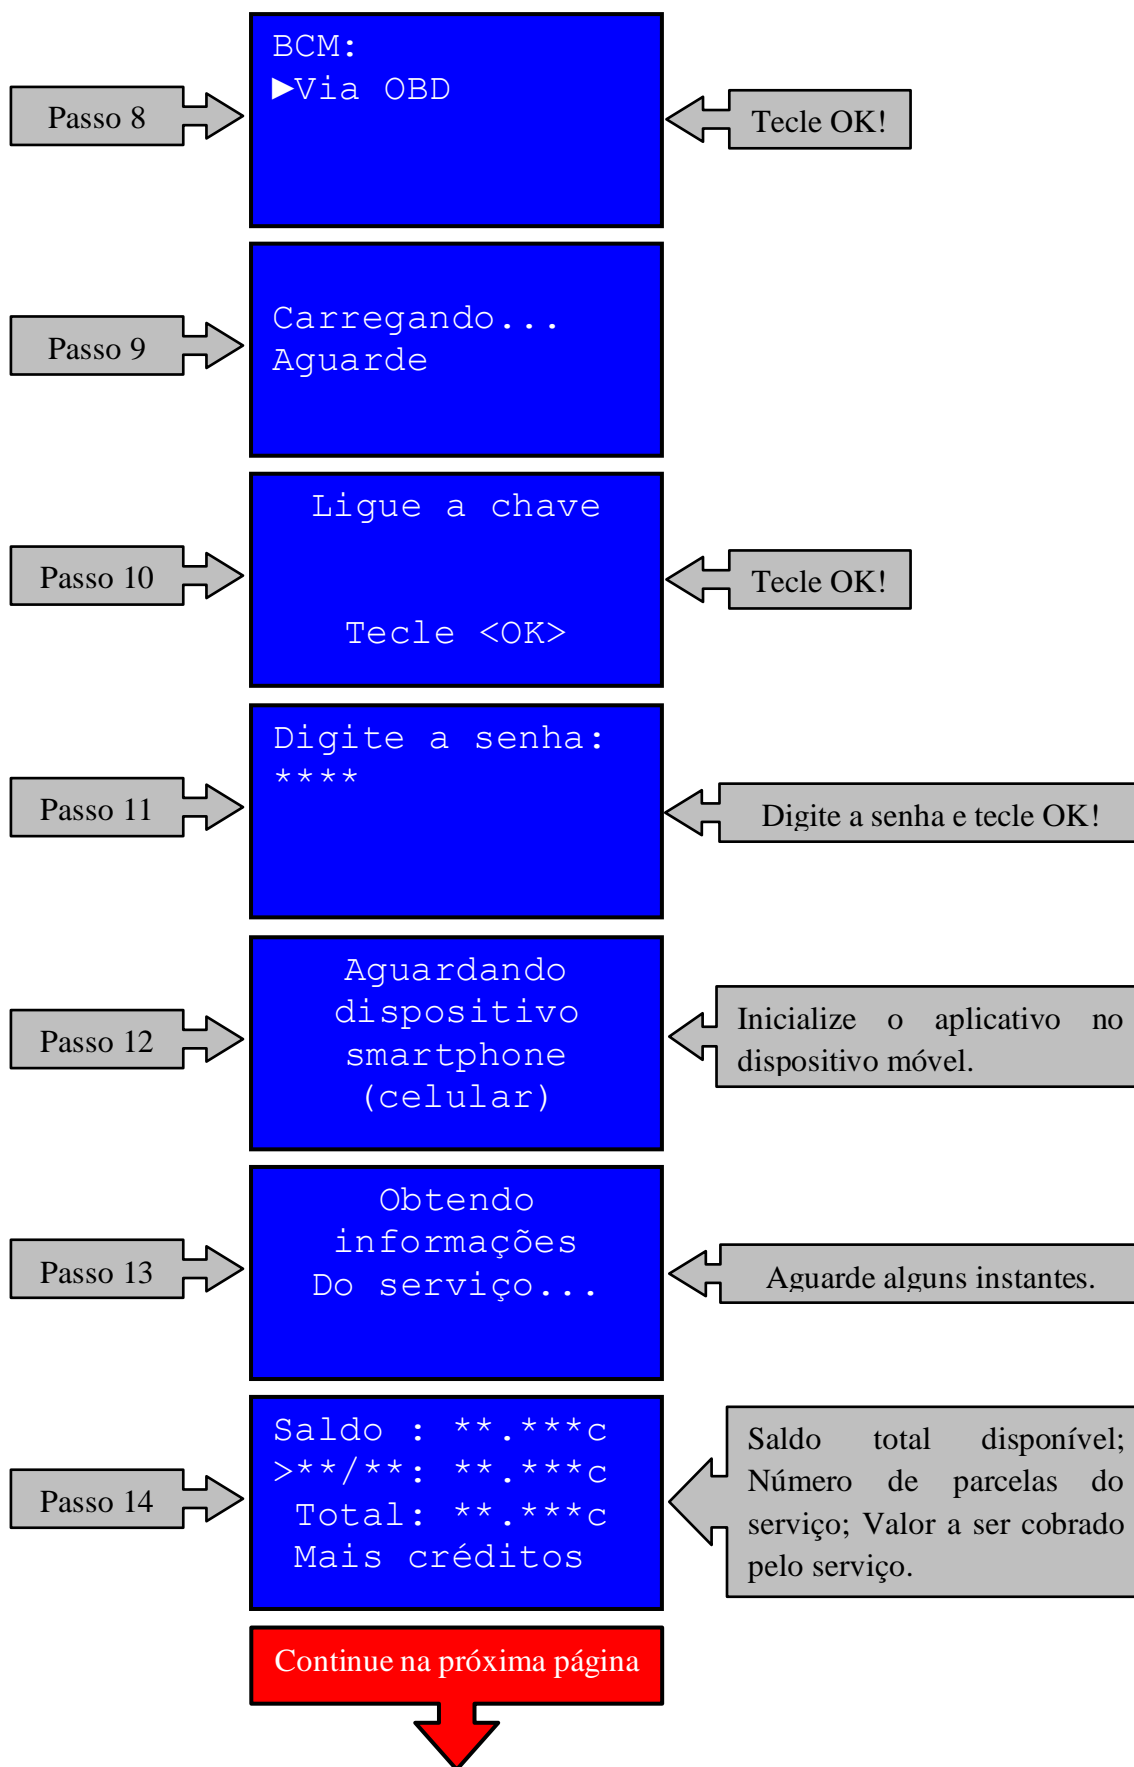 BCM:
►Via OBD
Passo 8
Tecle OK!
Carregando...
Aguarde
Passo 9
Ligue a chave
Tecle <OK>
Passo 10
Tecle OK!
Digite a senha:
****
Passo 11
Digite a senha e tecle OK!
Aguardando
dispositivo
smartphone
(celular)
Passo 12
Inicialize o aplicativo no
dispositivo móvel.
Obtendo
informações
Do serviço...
Passo 13
Aguarde alguns instantes.
Saldo : **.***c
>**/**: **.***c
Total: **.***c
Mais créditos
Passo 14
Saldo total disponível;
Número de parcelas do
serviço; Valor a ser cobrado
pelo serviço.
Continue na próxima página